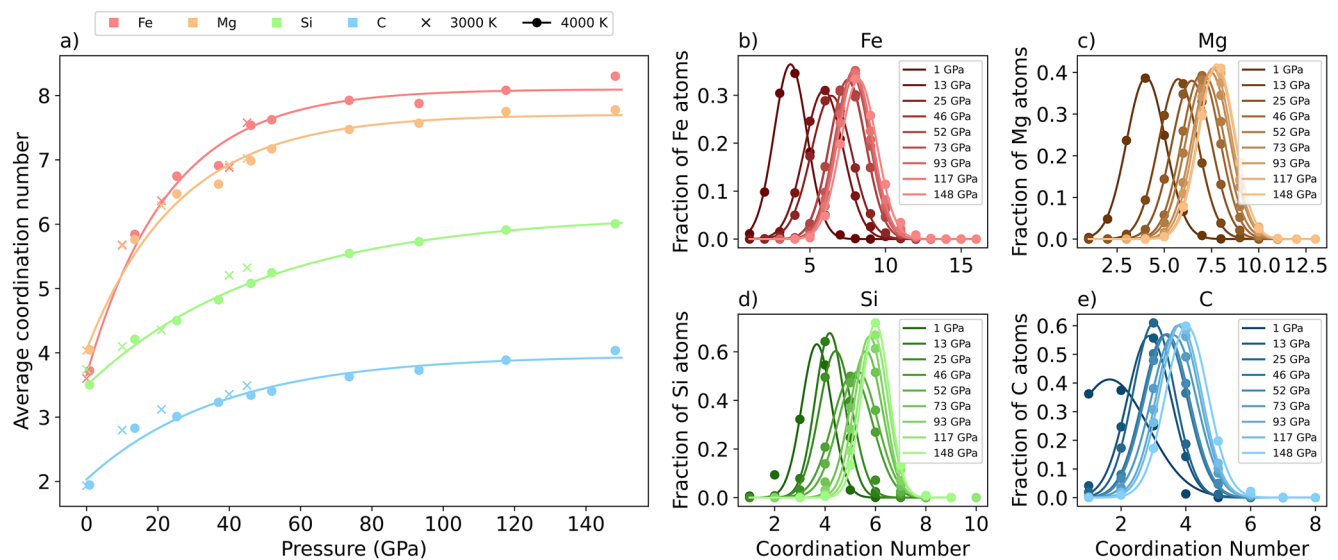 Fe Mg Si C 3000 K 4000 K
a)
Average coordination number
8
7
6
5
4
3
2
0 20 40 60 80 100 120 140
Pressure (GPa)
b) Fe
Fraction of Fe atoms
0.3
0.2
0.1
0.0
5 10 15
1 GPa
13 GPa
25 GPa
46 GPa
52 GPa
73 GPa
93 GPa
117 GPa
148 GPa
c) Mg
Fraction of Mg atoms
0.4
0.3
0.2
0.1
0.0
2.5 5.0 7.5 10.0 12.5
1 GPa
13 GPa
25 GPa
46 GPa
52 GPa
73 GPa
93 GPa
117 GPa
148 GPa
d) Si
Fraction of Si atoms
0.6
0.4
0.2
0.0
2 4 6 8 10
Coordination Number
1 GPa
13 GPa
25 GPa
46 GPa
52 GPa
73 GPa
93 GPa
117 GPa
148 GPa
e) C
Fraction of C atoms
0.6
0.5
0.4
0.3
0.2
0.1
0.0
2 4 6 8
Coordination Number
1 GPa
13 GPa
25 GPa
46 GPa
52 GPa
73 GPa
93 GPa
117 GPa
148 GPa